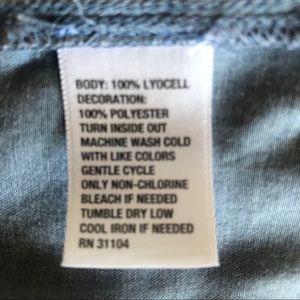 BODY: 100% LYOCELL
DECORATION:
100% POLYESTER
TURN INSIDE OUT
MACHINE WASH COLD
WITH LIKE COLORS
GENTLE CYCLE
ONLY NON-CHLORINE
BLEACH IF NEEDED
TUMBLE DRY LOW
COOL IRON IF NEEDED
RN 31104